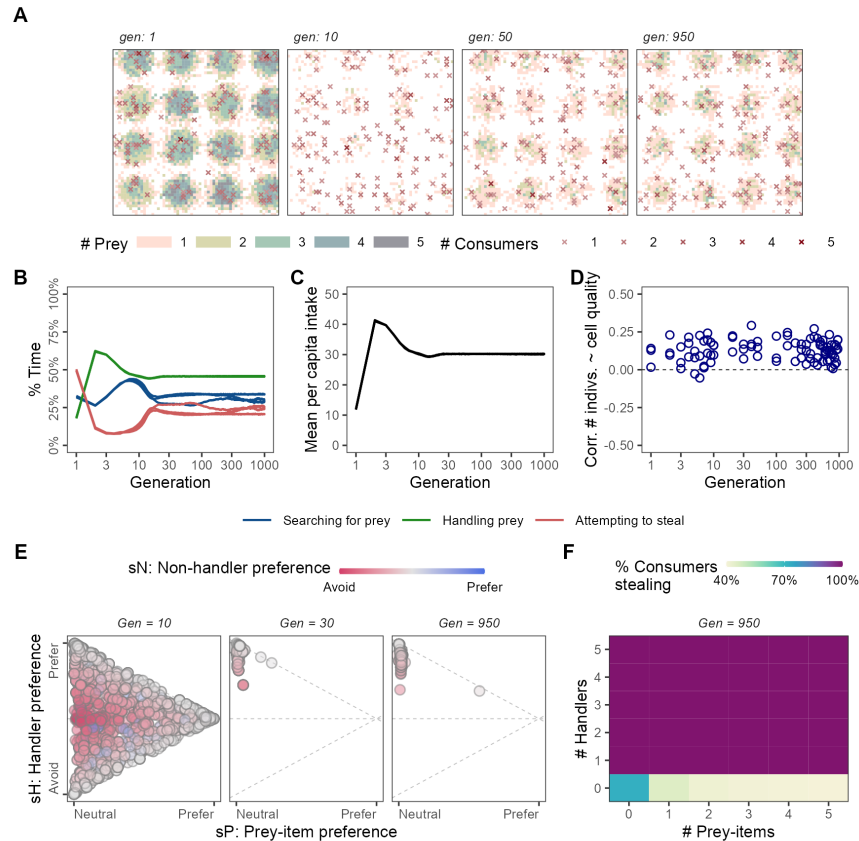 A
gen: 1
gen: 10
gen: 50
gen: 950
# Prey 1 2 3 4 5 # Consumers 1 2 3 4 5
B
% Time
0% 25% 50% 75% 100%
1 3 10 30 100 300 1000
Generation
C
Mean per capita intake
50
40
30
20
10
0
1 3 10 30 100 300 1000
Generation
D
Corr. # indivs. ~ cell quality
0.50
0.25
0.00
-0.25
-0.50
1 3 10 30 100 300 1000
Generation
Searching for prey Handling prey Attempting to steal
E
sN: Non-handler preference
Avoid Prefer
Gen = 10
Gen = 30
Gen = 950
sH: Handler preference
Avoid Prefer
Neutral Prefer
Neutral Prefer
Neutral Prefer
sP: Prey-item preference
F
% Consumers
stealing
40% 70% 100%
Gen = 950
# Handlers
5
4
3
2
1
0
0 1 2 3 4 5
# Prey-items